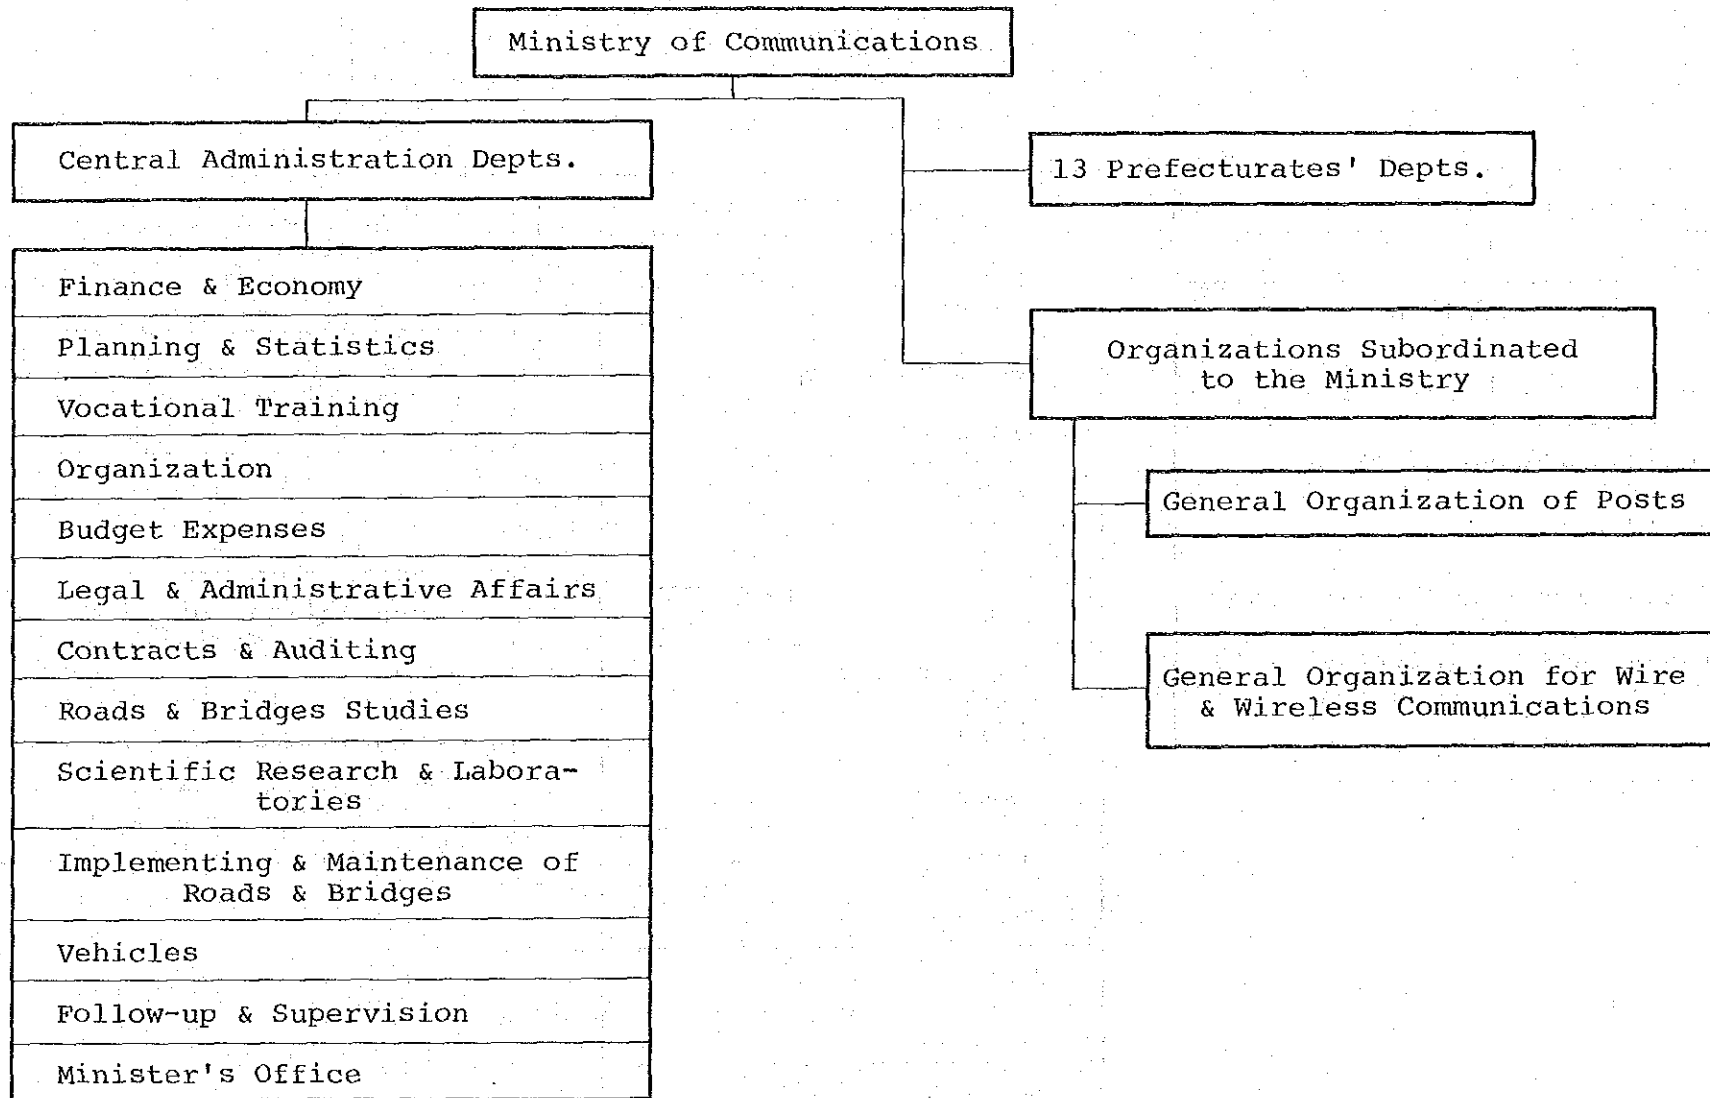 Ministry of Communications
Central Administration Depts.
Finance & Economy
Planning & Statistics
Vocational Training
Organization
Budget Expenses
Legal & Administrative Affairs
Contracts & Auditing
Roads & Bridges Studies
Scientific Research & Labora-
tories
Implementing & Maintenance of
Roads & Bridges
Vehicles
Follow-up & Supervision
Minister's Office
13 Prefecturates' Depts.
Organizations Subordinated
to the Ministry
General Organization of Posts
General Organization for Wire
& Wireless Communications